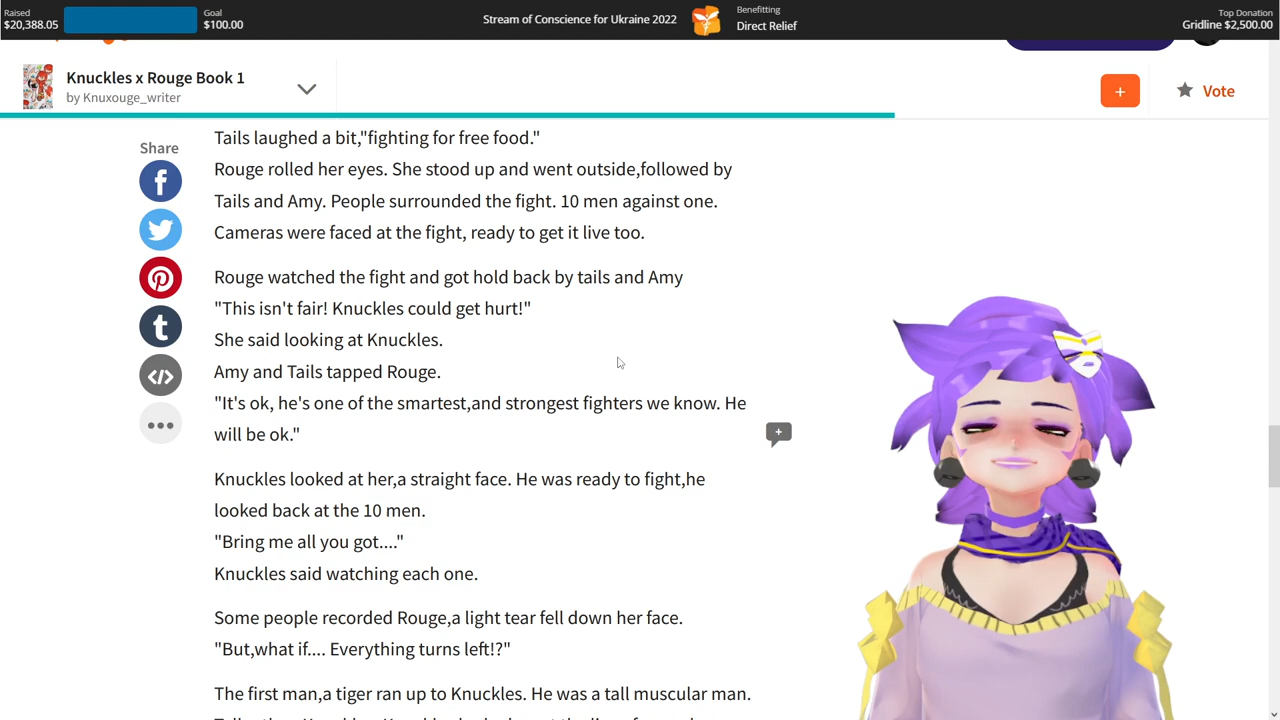 Raised
$20,388.05
Goal
$100.00
Stream of Conscience for Ukraine 2022
Benefitting
Direct Relief
Top Donation
Gridline $2,500.00
Knuckles x Rouge Book 1
by Knuxouge_writer
+
Vote
Share
Tails laughed a bit,"fighting for free food."
Rouge rolled her eyes. She stood up and went outside,followed by
Tails and Amy. People surrounded the fight. 10 men against one.
Cameras were faced at the fight, ready to get it live too.
Rouge watched the fight and got hold back by tails and Amy
"This isn't fair! Knuckles could get hurt!"
She said looking at Knuckles.
Amy and Tails tapped Rouge.
"It's ok, he's one of the smartest,and strongest fighters we know. He
will be ok."
Knuckles looked at her,a straight face. He was ready to fight,he
looked back at the 10 men.
"Bring me all you got...."
Knuckles said watching each one.
Some people recorded Rouge,a light tear fell down her face.
"But,what if.... Everything turns left!?"
The first man,a tiger ran up to Knuckles. He was a tall muscular man.